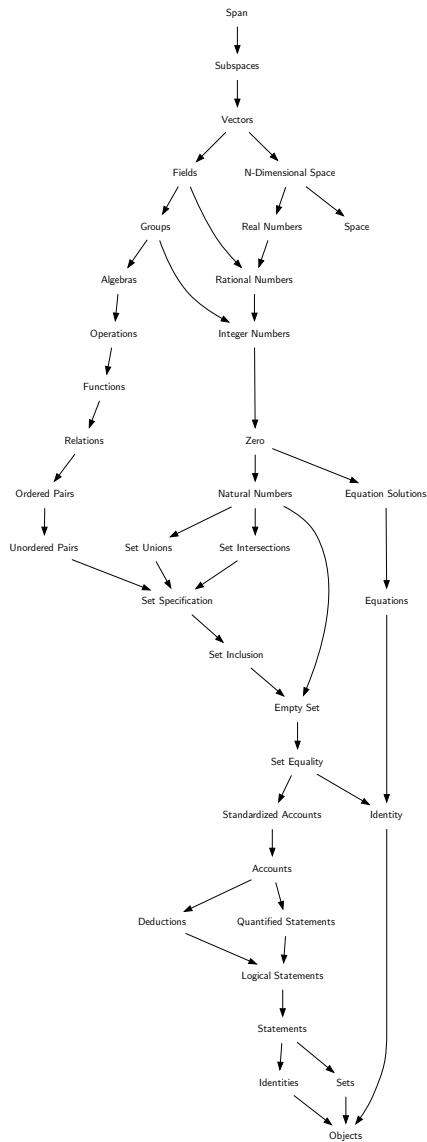 Span
Subspaces
Vectors
Fields
N-Dimensional Space
Groups
Real Numbers
Space
Algebras
Rational Numbers
Operations
Integer Numbers
Functions
Relations
Zero
Ordered Pairs
Natural Numbers
Equation Solutions
Unordered Pairs
Set Unions
Set Intersections
Set Specification
Equations
Set Inclusion
Empty Set
Set Equality
Standardized Accounts
Identity
Accounts
Deductions
Quantified Statements
Logical Statements
Statements
Identities
Sets
Objects